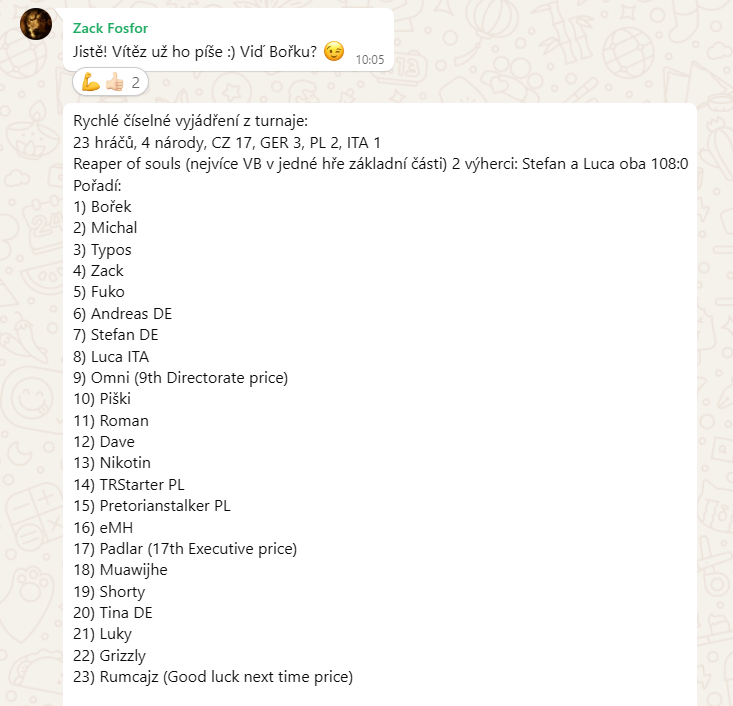 Zack Fosfor
Jistě! Vítěz už ho píše :) Viď Bořku? 😉
10:05
💪👍🏻 2
Rychlé číselné vyjádření z turnaje:
23 hráčů, 4 národy, CZ 17, GER 3, PL 2, ITA 1
Reaper of souls (nejvíce VB v jedné hře základní části) 2 výherci: Stefan a Luca oba 108:0
Pořadí:
1) Bořek
2) Michal
3) Typos
4) Zack
5) Fuko
6) Andreas DE
7) Stefan DE
8) Luca ITA
9) Omni (9th Directorate price)
10) Piški
11) Roman
12) Dave
13) Nikotin
14) TRStarter PL
15) Pretorianstalker PL
16) eMH
17) Padlar (17th Executive price)
18) Muawijhe
19) Shorty
20) Tina DE
21) Luky
22) Grizzly
23) Rumcajz (Good luck next time price)